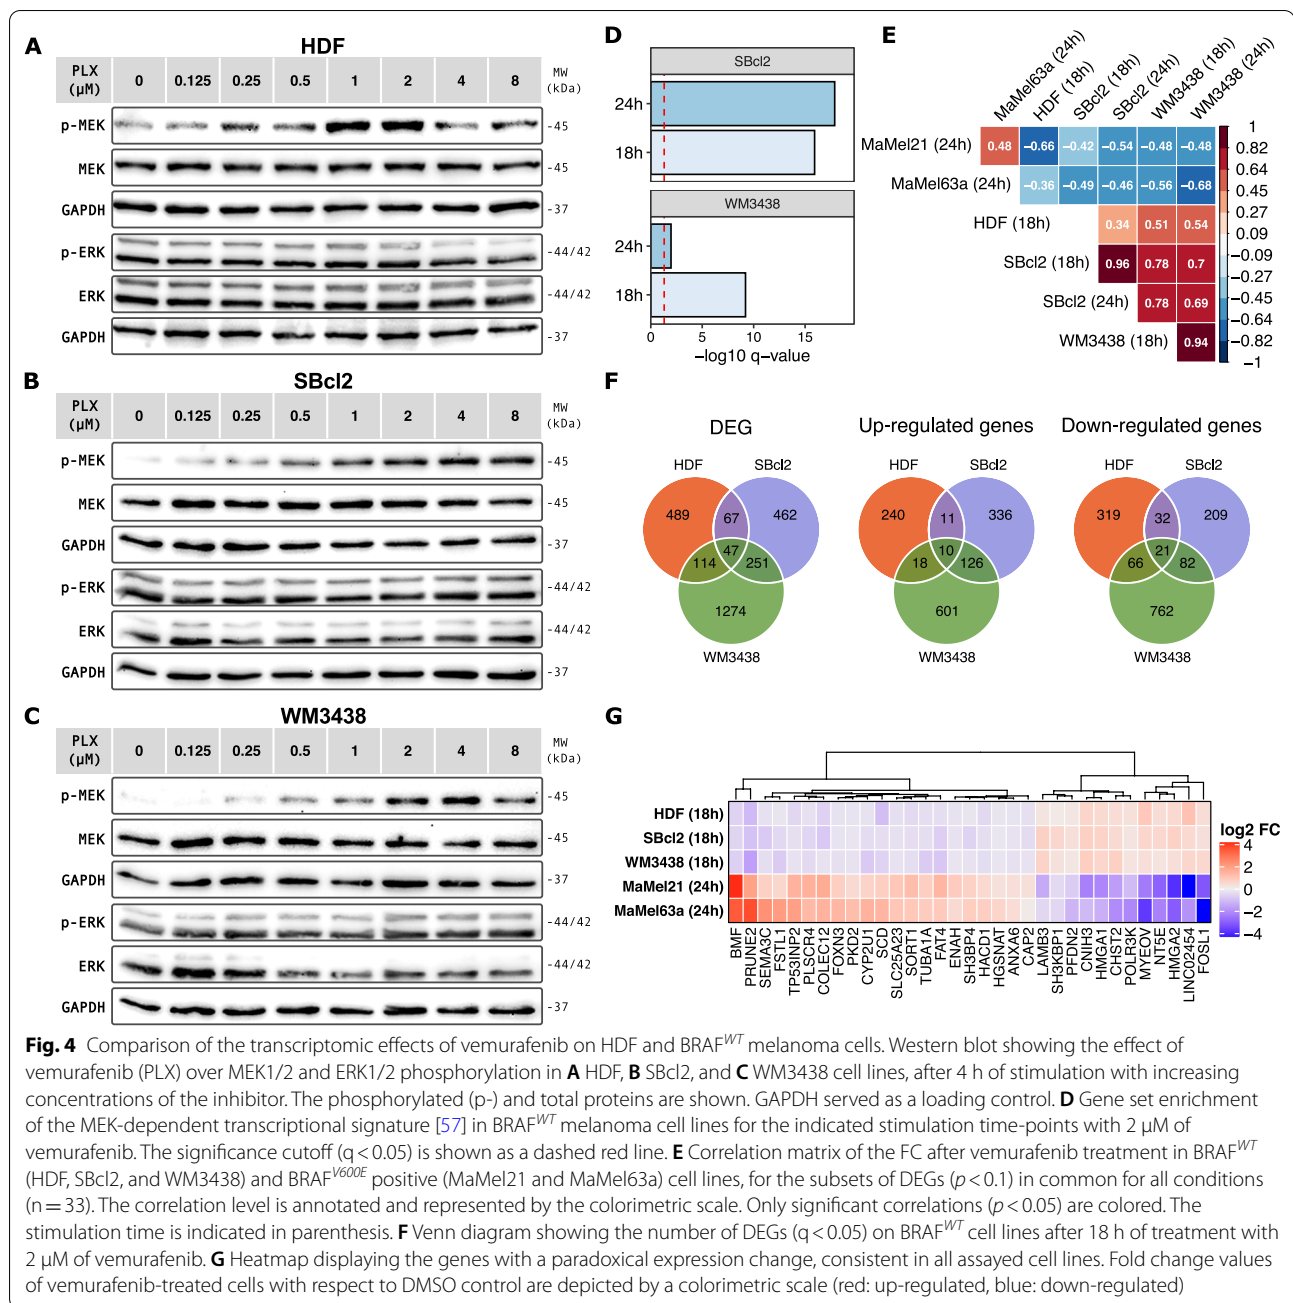 A
HDF
PLX (μM) 0 0.125 0.25 0.5 1 2 4 8 MW (kDa)
p-MEK -45
MEK -45
GAPDH -37
p-ERK -44/42
ERK -44/42
GAPDH -37
B
SBcl2
PLX (μM) 0 0.125 0.25 0.5 1 2 4 8 MW (kDa)
p-MEK -45
MEK -45
GAPDH -37
p-ERK -44/42
ERK -44/42
GAPDH -37
C
WM3438
PLX (μM) 0 0.125 0.25 0.5 1 2 4 8 MW (kDa)
p-MEK -45
MEK -45
GAPDH -37
p-ERK -44/42
ERK -44/42
GAPDH -37
D
SBcl2
24h
18h
WM3438
24h
18h
0 5 10 15
−log10 q−value
E
MaMel63a (24h)
HDF (18h)
SBcl2 (18h)
SBcl2 (24h)
WM3438 (18h)
WM3438 (24h)
MaMel21 (24h) 0.48 −0.66 −0.42 −0.54 −0.48 −0.48
MaMel63a (24h) −0.36 −0.49 −0.46 −0.56 −0.68
HDF (18h) 0.34 0.51 0.54
SBcl2 (18h) 0.96 0.78 0.7
SBcl2 (24h) 0.78 0.69
WM3438 (18h) 0.94
1
0.82
0.64
0.45
0.27
0.09
−0.09
−0.27
−0.45
−0.64
−0.82
−1
F
DEG
HDF SBcl2
489 67 462
47
114 251
1274
WM3438
Up-regulated genes
HDF SBcl2
240 11 336
10
18 126
601
WM3438
Down-regulated genes
HDF SBcl2
319 32 209
21
66 82
762
WM3438
G
HDF (18h)
SBcl2 (18h)
WM3438 (18h)
MaMel21 (24h)
MaMel63a (24h)
BMF
PRUNE2
SEMA3C
FSTL1
TP53INP2
PLSCR4
COLEC12
FOXN3
PKD2
CYP2U1
SCD
SLC25A23
SORT1
TUBA1A
FAT4
ENAH
SH3BP4
HACD1
HGSNAT
ANXA6
CAP2
LAMB3
SH3KBP1
PFDN2
CNIH3
HMGA1
CHST2
POLR3K
MYEOV
NT5E
HMGA2
LINC02454
FOSL1
log2 FC
4
2
0
−2
−4
Fig. 4 Comparison of the transcriptomic effects of vemurafenib on HDF and BRAF^WT melanoma cells. Western blot showing the effect of
vemurafenib (PLX) over MEK1/2 and ERK1/2 phosphorylation in A HDF, B SBcl2, and C WM3438 cell lines, after 4 h of stimulation with increasing
concentrations of the inhibitor. The phosphorylated (p-) and total proteins are shown. GAPDH served as a loading control. D Gene set enrichment
of the MEK-dependent transcriptional signature [57] in BRAF^WT melanoma cell lines for the indicated stimulation time-points with 2 μM of
vemurafenib. The significance cutoff (q < 0.05) is shown as a dashed red line. E Correlation matrix of the FC after vemurafenib treatment in BRAF^WT
(HDF, SBcl2, and WM3438) and BRAF^V600E positive (MaMel21 and MaMel63a) cell lines, for the subsets of DEGs (p < 0.1) in common for all conditions
(n = 33). The correlation level is annotated and represented by the colorimetric scale. Only significant correlations (p < 0.05) are colored. The
stimulation time is indicated in parenthesis. F Venn diagram showing the number of DEGs (q < 0.05) on BRAF^WT cell lines after 18 h of treatment with
2 μM of vemurafenib. G Heatmap displaying the genes with a paradoxical expression change, consistent in all assayed cell lines. Fold change values
of vemurafenib-treated cells with respect to DMSO control are depicted by a colorimetric scale (red: up-regulated, blue: down-regulated)